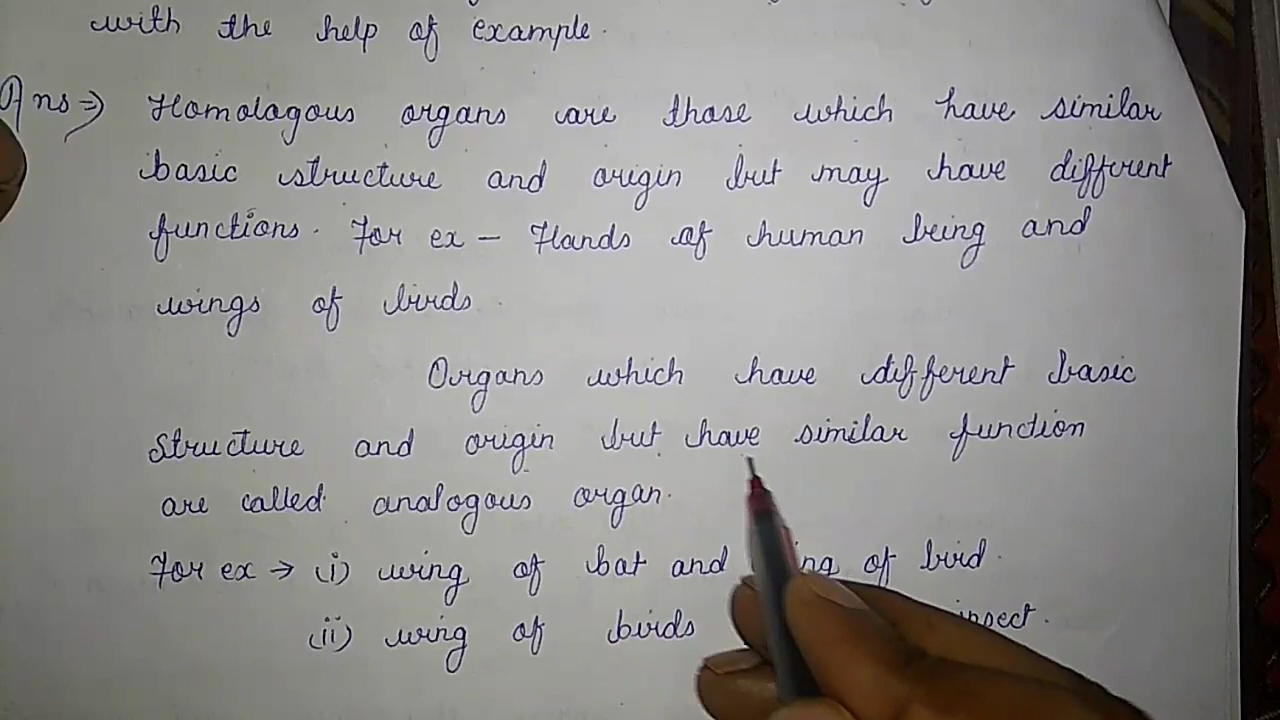 with the help of example.
Ans⇒ Homologous organs are those which have similar
basic structure and origin but may have different
functions. For ex – Hands of human being and
wings of birds.
Organs which have different basic
structure and origin but have similar function
are called analogous organ.
For ex → (i) wing of bat and of bird.
(ii) wing of birds insect.